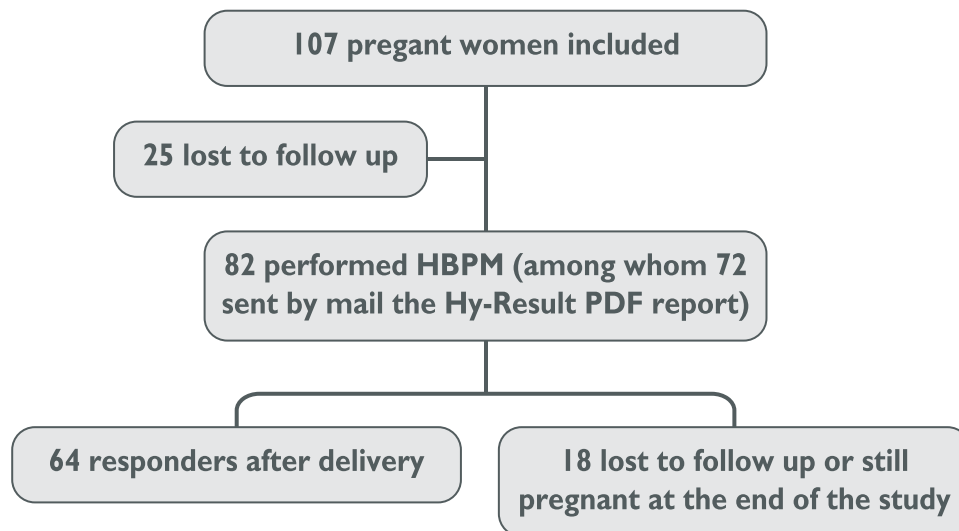 107 pregant women included
25 lost to follow up
82 performed HBPM (among whom 72
sent by mail the Hy-Result PDF report)
64 responders after delivery
18 lost to follow up or still
pregnant at the end of the study